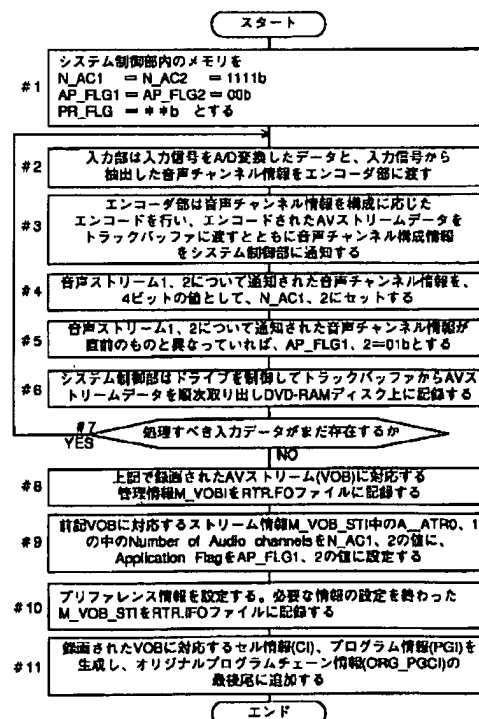 スタート
#1
システム制御部内のメモリを
N_AC1 = N_AC2 = 1111b
AP_FLG1 = AP_FLG2 = 00b
PR_FLG = **b とする
#2
入力部は入力信号をA/D変換したデータと、入力信号から
抽出した音声チャンネル情報をエンコーダ部に渡す
#3
エンコーダ部は音声チャンネル情報を構成に応じた
エンコードを行い、エンコードされたAVストリームデータを
トラックバッファに渡すとともに音声チャンネル構成情報
をシステム制御部に通知する
#4
音声ストリーム1、2について通知された音声チャンネル情報を、
4ビットの値として、N_AC1、2にセットする
#5
音声ストリーム1、2について通知された音声チャンネル情報が
直前のものと異なっていれば、AP_FLG1、2=01bとする
#6
システム制御部はドライブを制御してトラックバッファからAVス
トリームデータを順次取り出しDVD-RAMディスク上に記録する
#7
YES
処理すべき入力データがまだ存在するか
NO
#8
上記で録画されたAVストリーム(VOB)に対応する
管理情報M_VOBIをRTR.IFOファイルに記録する
#9
前記VOBに対応するストリーム情報M_VOB_STI中のA_ATR0、1
の中のNumber of Audio channelsをN_AC1、2の値に、
Application FlagをAP_FLG1、2の値に設定する
#10
プリファレンス情報を設定する。必要な情報の設定を終わった
M_VOB_STIをRTR.IFOファイルに記録する
#11
録画されたVOBに対応するセル情報(CI)、プログラム情報(PGI)を
生成し、オリジナルプログラムチェーン情報(ORG_PGCI)の
最後尾に追加する
エンド